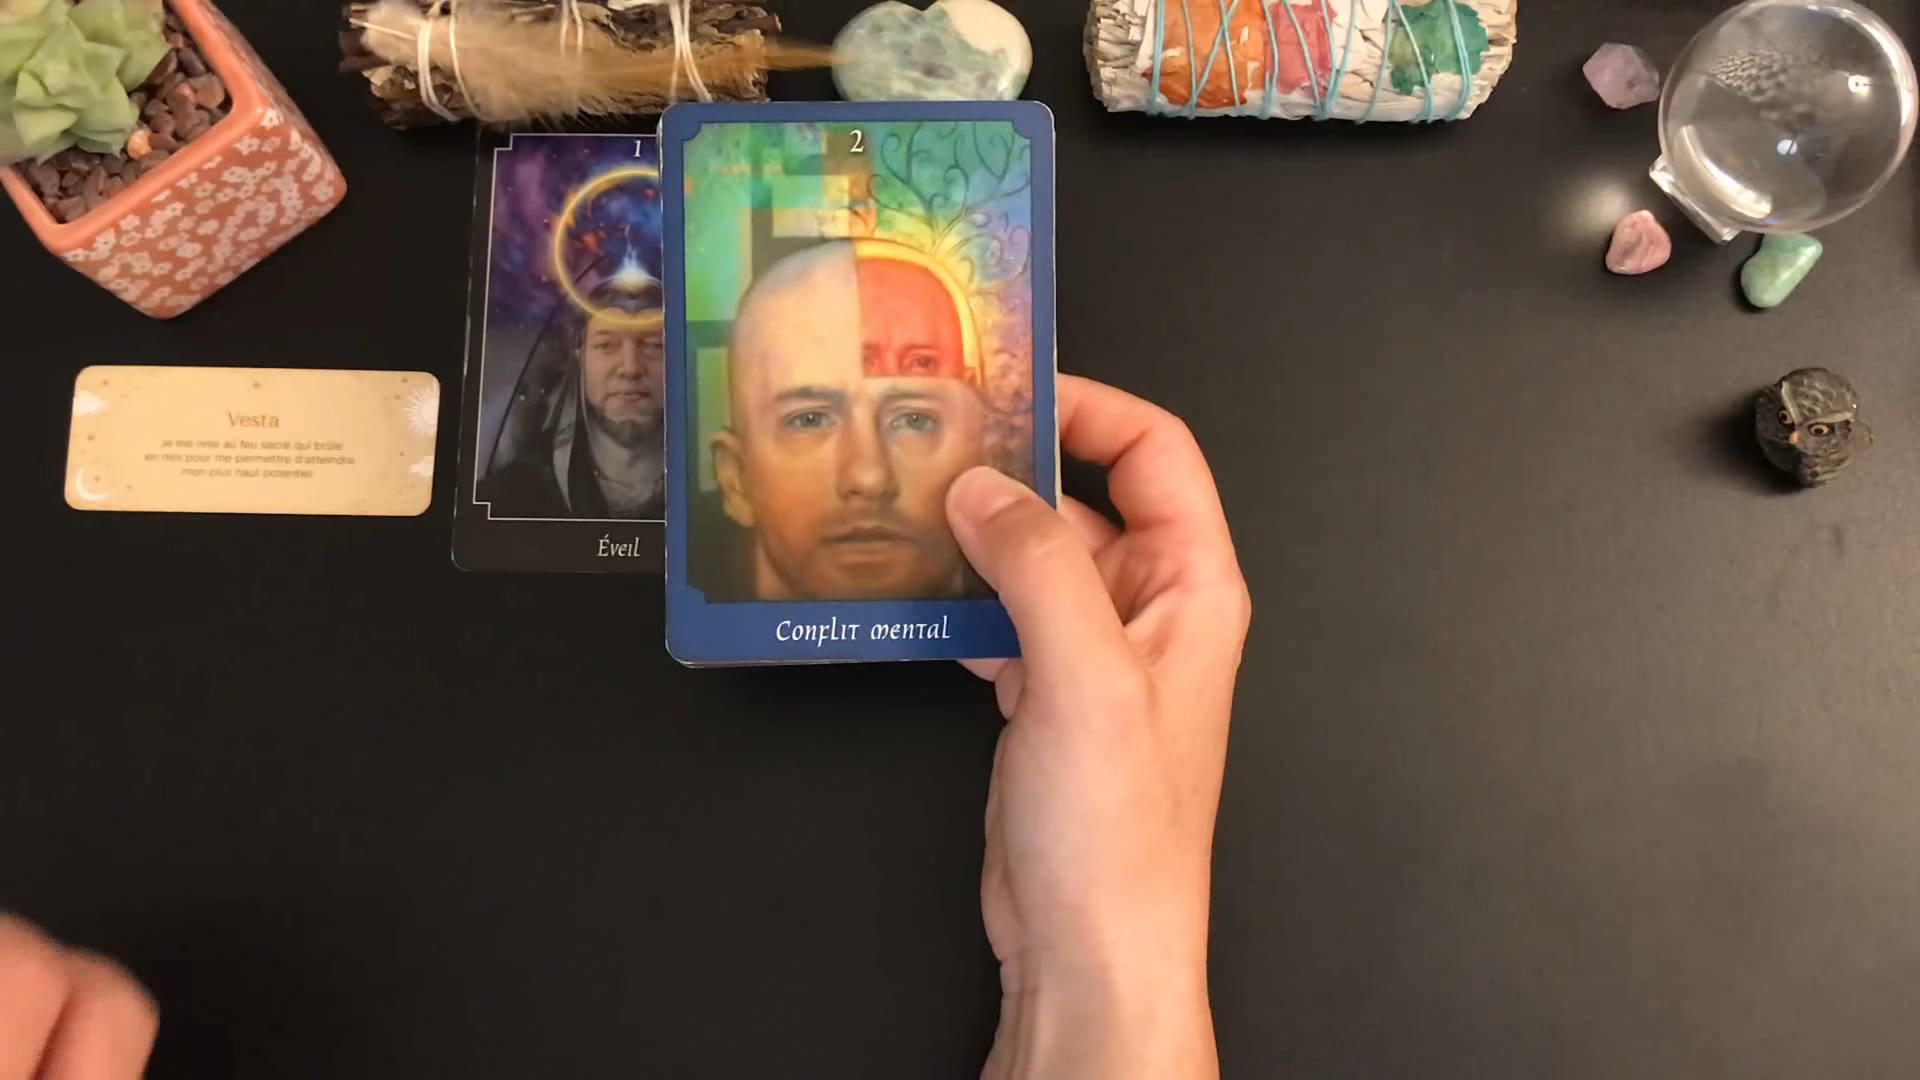 1
2
Vesta
Je me relie au feu sacré qui brûle
en moi pour me permettre d'atteindre
mon plus haut potentiel
Éveil
Conflit mental